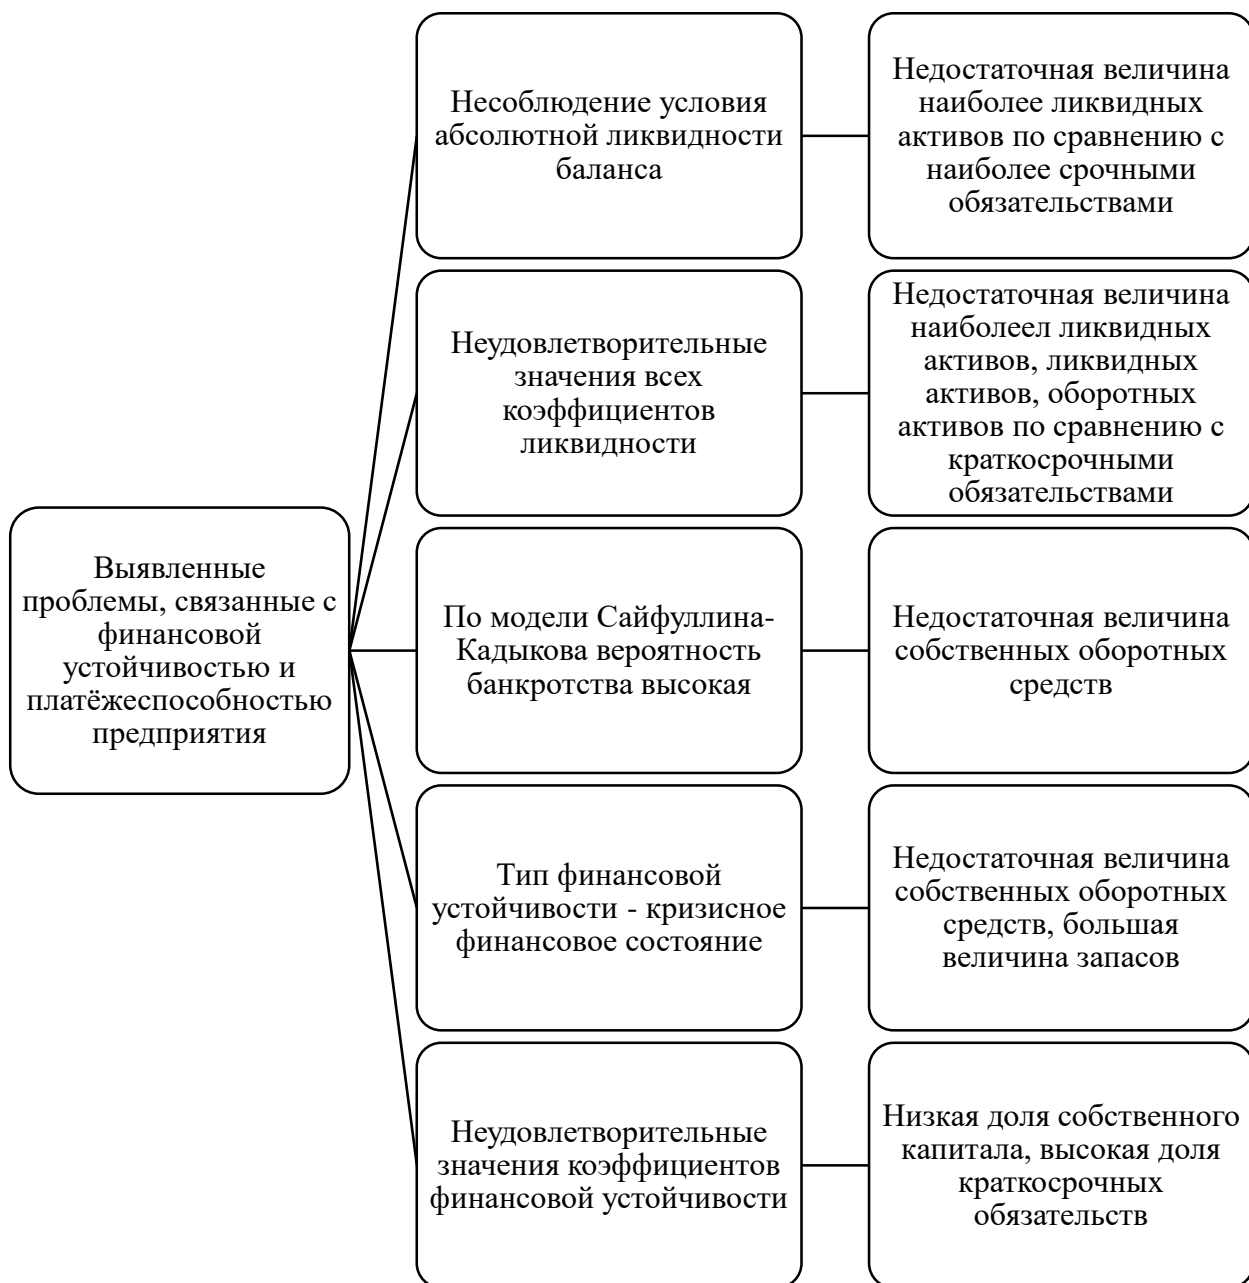 Выявленные
проблемы, связанные с
финансовой
устойчивостью и
платёжеспособностью
предприятия
Несоблюдение условия
абсолютной ликвидности
баланса
Недостаточная величина
наиболее ликвидных
активов по сравнению с
наиболее срочными
обязательствами
Неудовлетворительные
значения всех
коэффициентов
ликвидности
Недостаточная величина
наиболеел ликвидных
активов, ликвидных
активов, оборотных
активов по сравнению с
краткосрочными
обязательствами
По модели Сайфуллина-
Кадыкова вероятность
банкротства высокая
Недостаточная величина
собственных оборотных
средств
Тип финансовой
устойчивости - кризисное
финансовое состояние
Недостаточная величина
собственных оборотных
средств, большая
величина запасов
Неудовлетворительные
значения коэффициентов
финансовой устойчивости
Низкая доля собственного
капитала, высокая доля
краткосрочных
обязательств